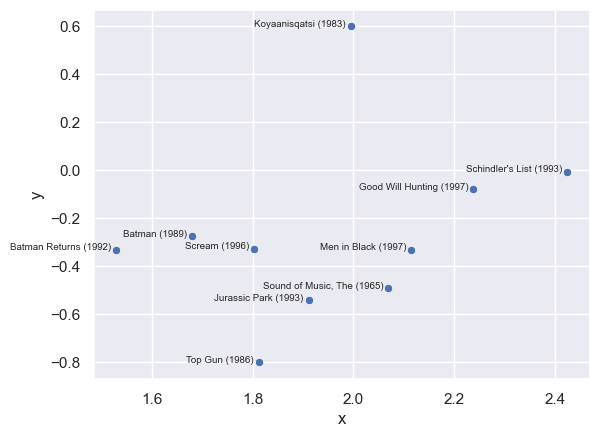 0.6
Koyaanisqatsi (1983)
0.4
0.2
0.0
Schindler's List (1993)
Good Will Hunting (1997)
y
−0.2
Batman (1989)
Scream (1996)
Batman Returns (1992)
Men in Black (1997)
−0.4
Sound of Music, The (1965)
Jurassic Park (1993)
−0.6
Top Gun (1986)
−0.8
1.6 1.8 2.0 2.2 2.4
x